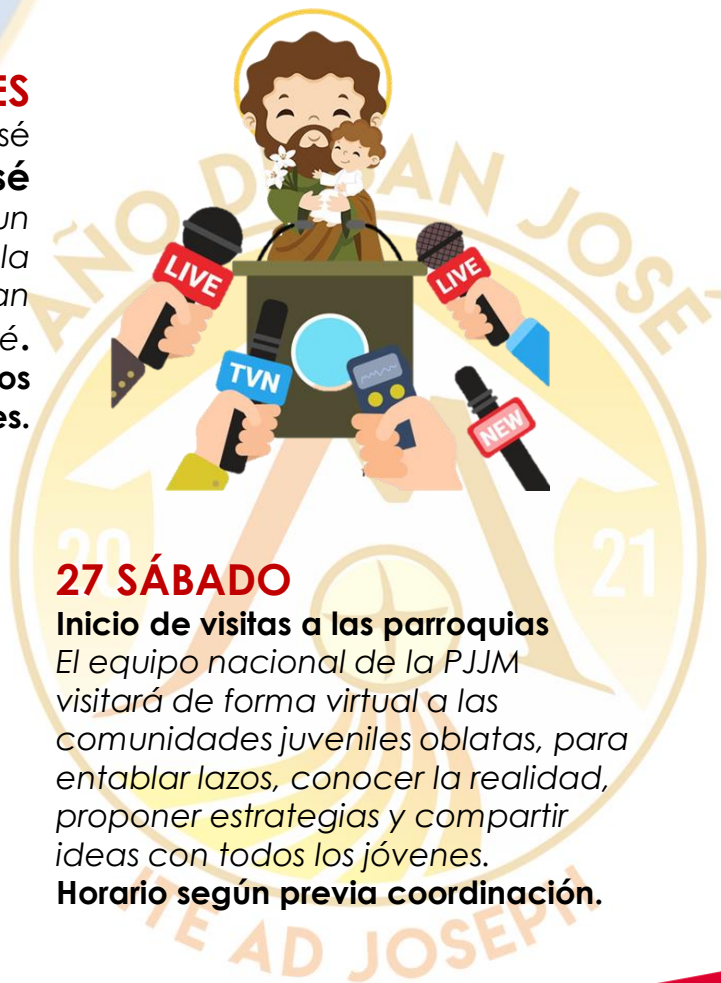 ES
sé
sé
un
la
an
é.
os
es.
AÑO DE SAN JOSÉ
LIVE
LIVE
TVN
NEW
20 21
27 SÁBADO
Inicio de visitas a las parroquias
El equipo nacional de la PJJM
visitará de forma virtual a las
comunidades juveniles oblatas, para
entablar lazos, conocer la realidad,
proponer estrategias y compartir
ideas con todos los jóvenes.
Horario según previa coordinación.
ITE AD JOSEPH